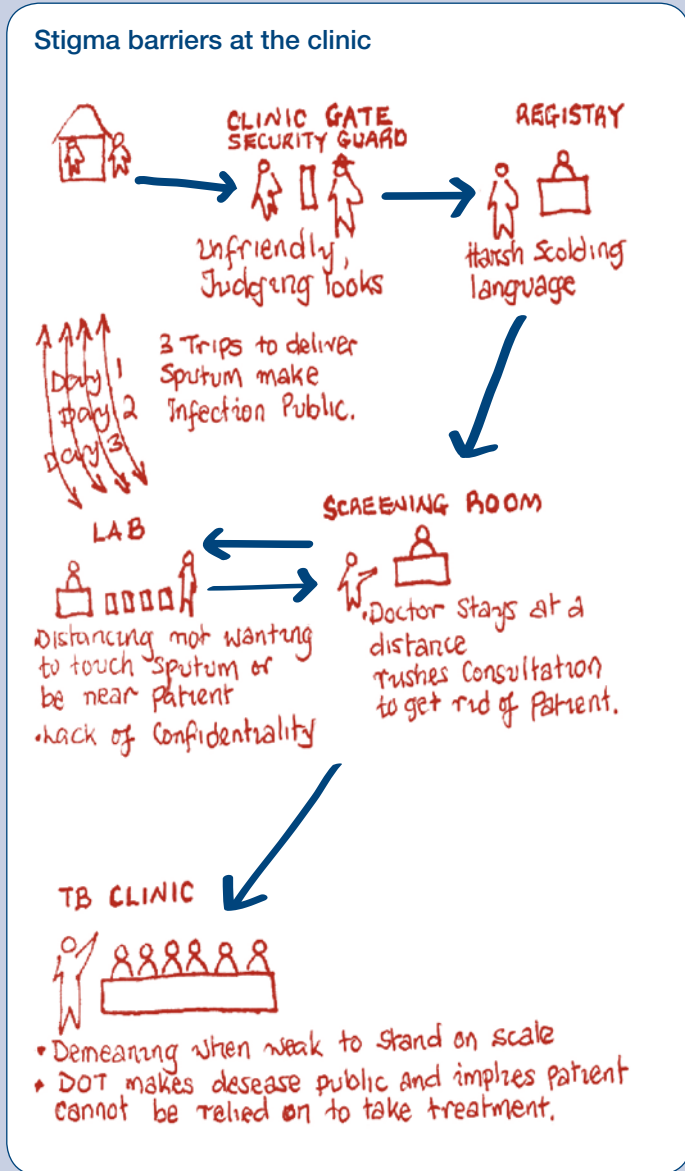 Stigma barriers at the clinic
CLINIC GATE
SECURITY GUARD
Unfriendly,
Judging looks
REGISTRY
Harsh Scolding
language
3 Trips to deliver
Sputum make
Infection Public.
Day 1
Day 2
Day 3
SCREENING ROOM
•Doctor Stays at a
distance
rushes Consultation
to get rid of Patient.
LAB
•Distancing not wanting
to touch Sputum or
be near patient
•Lack of Confidentiality
TB CLINIC
• Demeaning when weak to stand on scale
• DOT makes desease public and implies patient
cannot be relied on to take treatment.